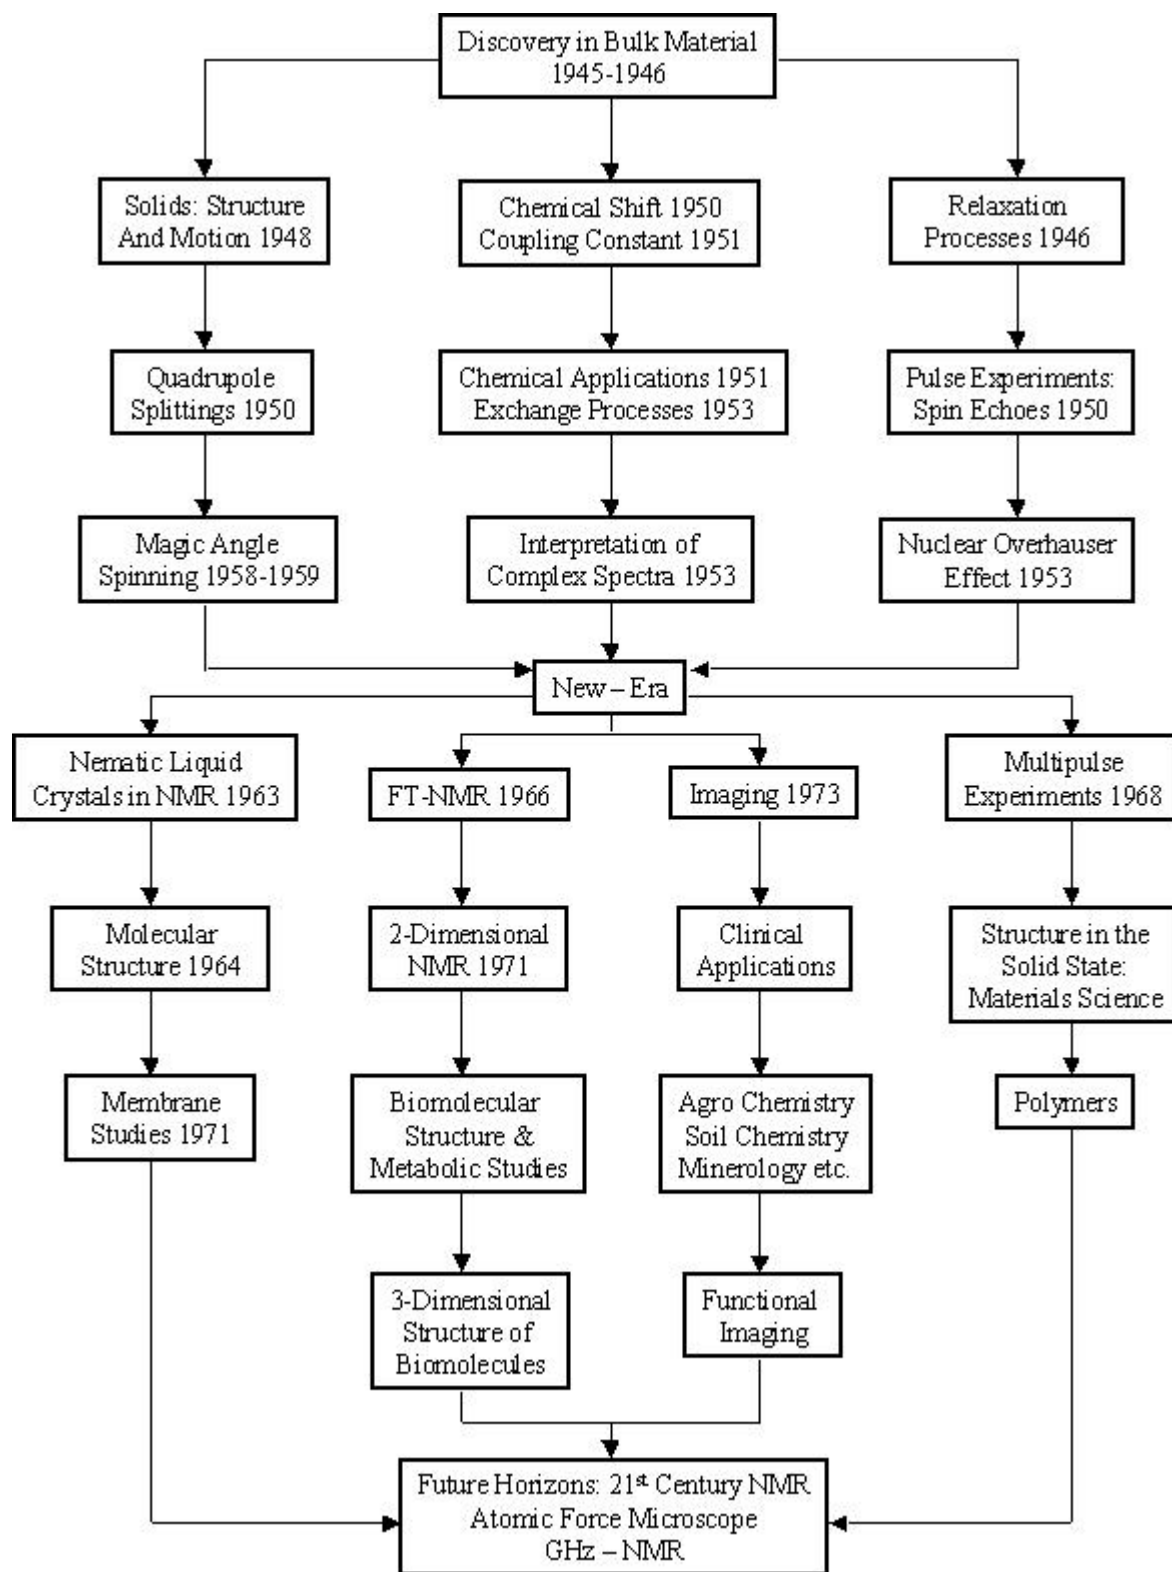 Discovery in Bulk Material
1945-1946
Solids: Structure
And Motion 1948
Chemical Shift 1950
Coupling Constant 1951
Relaxation
Processes 1946
Quadrupole
Splittings 1950
Chemical Applications 1951
Exchange Processes 1953
Pulse Experiments:
Spin Echoes 1950
Magic Angle
Spinning 1958-1959
Interpretation of
Complex Spectra 1953
Nuclear Overhauser
Effect 1953
New – Era
Nematic Liquid
Crystals in NMR 1963
FT-NMR 1966
Imaging 1973
Multipulse
Experiments 1968
Molecular
Structure 1964
2-Dimensional
NMR 1971
Clinical
Applications
Structure in the
Solid State:
Materials Science
Membrane
Studies 1971
Biomolecular
Structure &
Metabolic Studies
Agro Chemistry
Soil Chemistry
Minerology etc.
Polymers
3-Dimensional
Structure of
Biomolecules
Functional
Imaging
Future Horizons: 21st Century NMR
Atomic Force Microscope
GHz – NMR